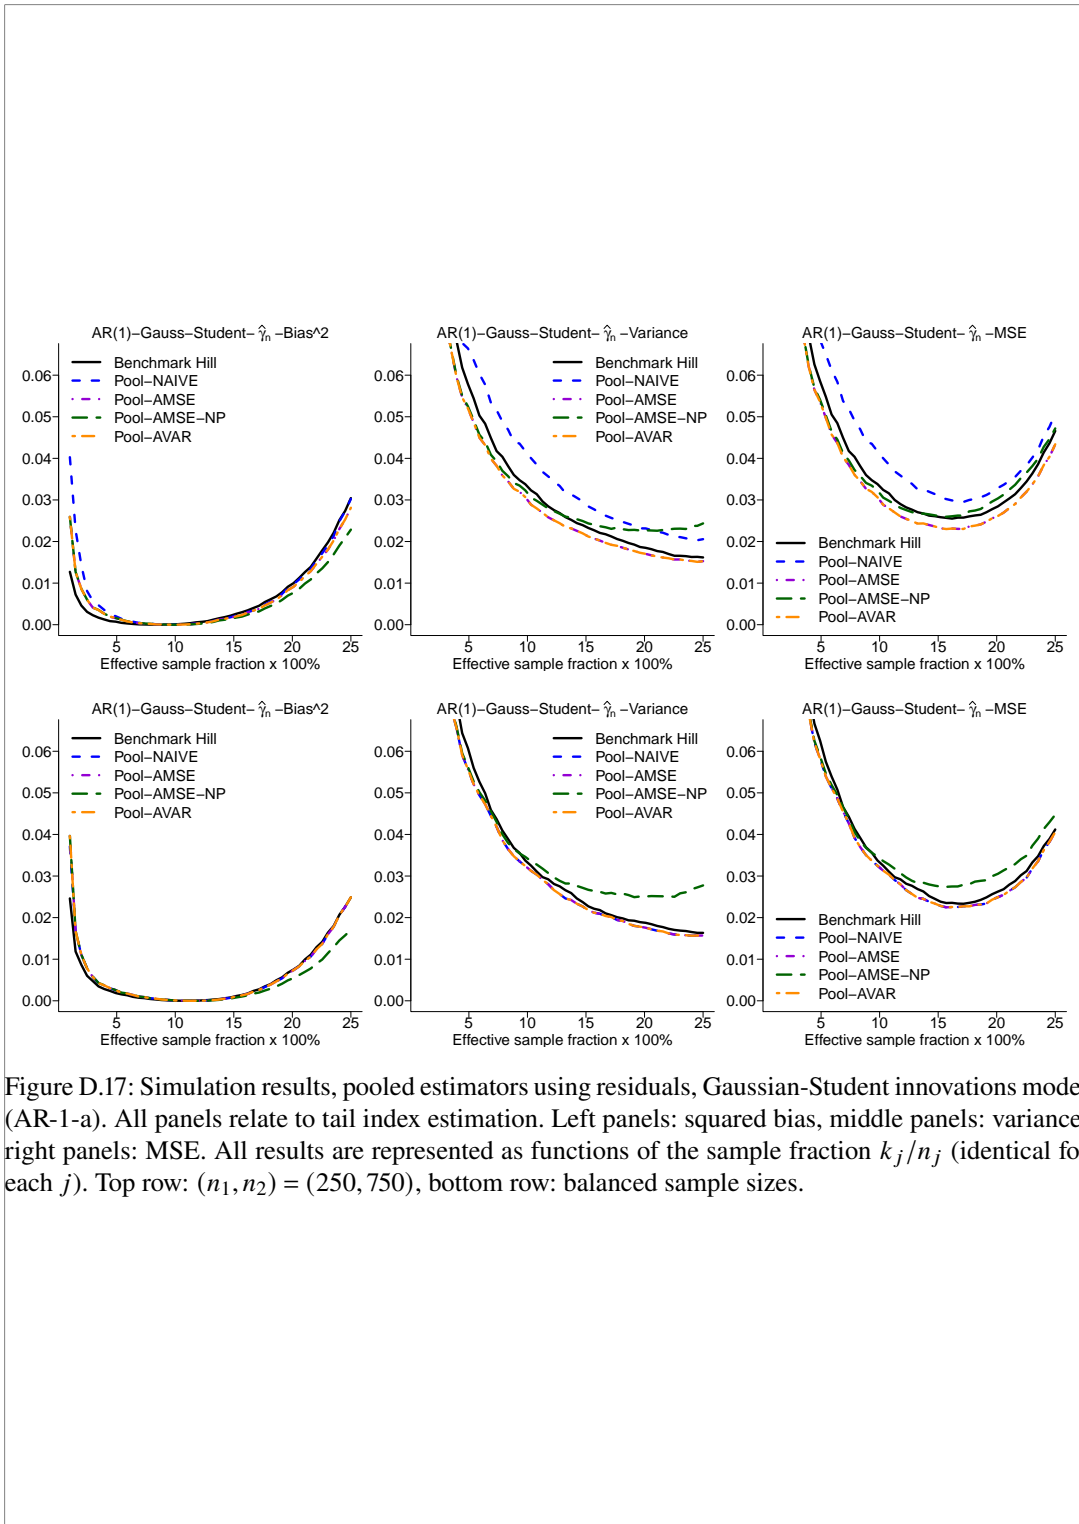 AR(1)−Gauss−Student− γ̂n −Bias^2
0.00
0.01
0.02
0.03
0.04
0.05
0.06
Benchmark Hill
Pool−NAIVE
Pool−AMSE
Pool−AMSE−NP
Pool−AVAR
5 10 15 20 25
Effective sample fraction x 100%
AR(1)−Gauss−Student− γ̂n −Variance
0.00
0.01
0.02
0.03
0.04
0.05
0.06
Benchmark Hill
Pool−NAIVE
Pool−AMSE
Pool−AMSE−NP
Pool−AVAR
5 10 15 20 25
Effective sample fraction x 100%
AR(1)−Gauss−Student− γ̂n −MSE
0.00
0.01
0.02
0.03
0.04
0.05
0.06
Benchmark Hill
Pool−NAIVE
Pool−AMSE
Pool−AMSE−NP
Pool−AVAR
5 10 15 20 25
Effective sample fraction x 100%
AR(1)−Gauss−Student− γ̂n −Bias^2
0.00
0.01
0.02
0.03
0.04
0.05
0.06
Benchmark Hill
Pool−NAIVE
Pool−AMSE
Pool−AMSE−NP
Pool−AVAR
5 10 15 20 25
Effective sample fraction x 100%
AR(1)−Gauss−Student− γ̂n −Variance
0.00
0.01
0.02
0.03
0.04
0.05
0.06
Benchmark Hill
Pool−NAIVE
Pool−AMSE
Pool−AMSE−NP
Pool−AVAR
5 10 15 20 25
Effective sample fraction x 100%
AR(1)−Gauss−Student− γ̂n −MSE
0.00
0.01
0.02
0.03
0.04
0.05
0.06
Benchmark Hill
Pool−NAIVE
Pool−AMSE
Pool−AMSE−NP
Pool−AVAR
5 10 15 20 25
Effective sample fraction x 100%
Figure D.17: Simulation results, pooled estimators using residuals, Gaussian-Student innovations mode
(AR-1-a). All panels relate to tail index estimation. Left panels: squared bias, middle panels: variance
right panels: MSE. All results are represented as functions of the sample fraction kj/nj (identical fo
each j). Top row: (n1,n2) = (250,750), bottom row: balanced sample sizes.